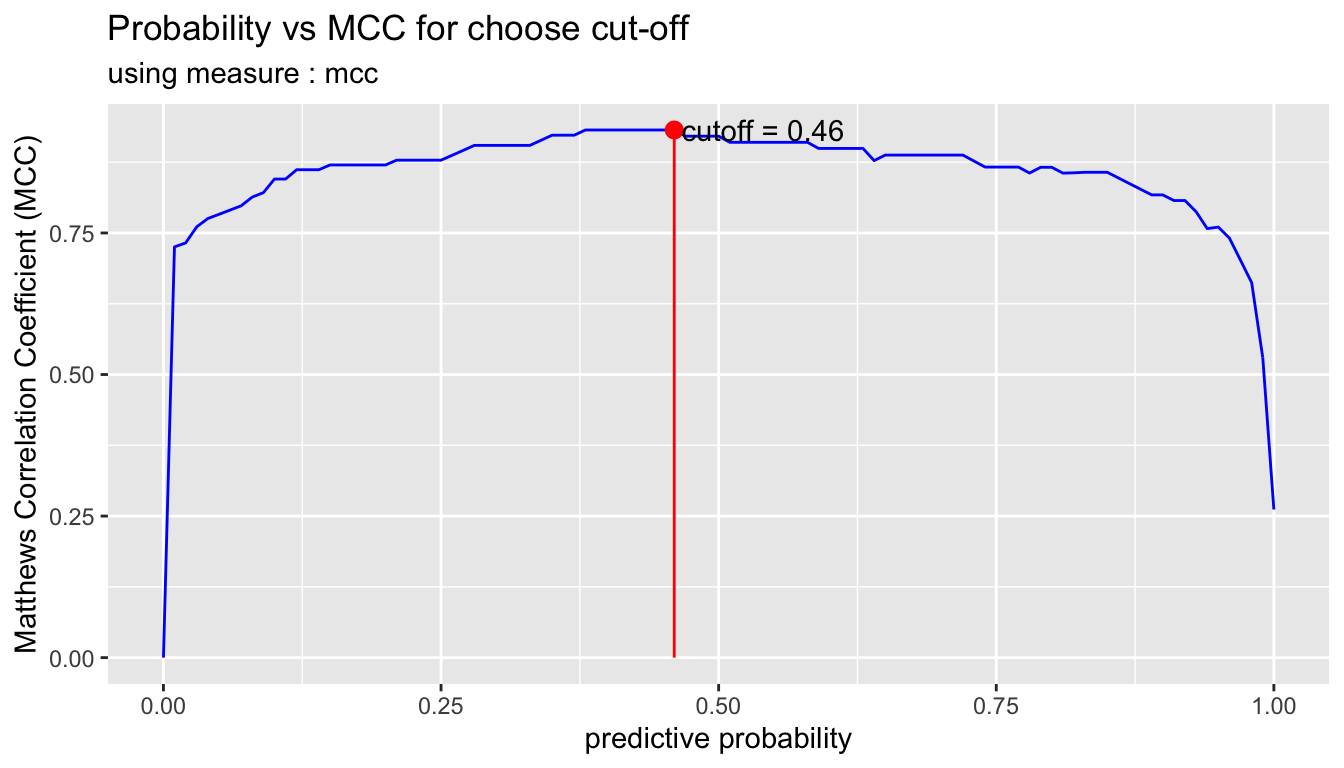 Probability vs MCC for choose cut-off
using measure : mcc
Matthews Correlation Coefficient (MCC)
cutoff = 0.46
0.75
0.50
0.25
0.00
0.00 0.25 0.50 0.75 1.00
predictive probability